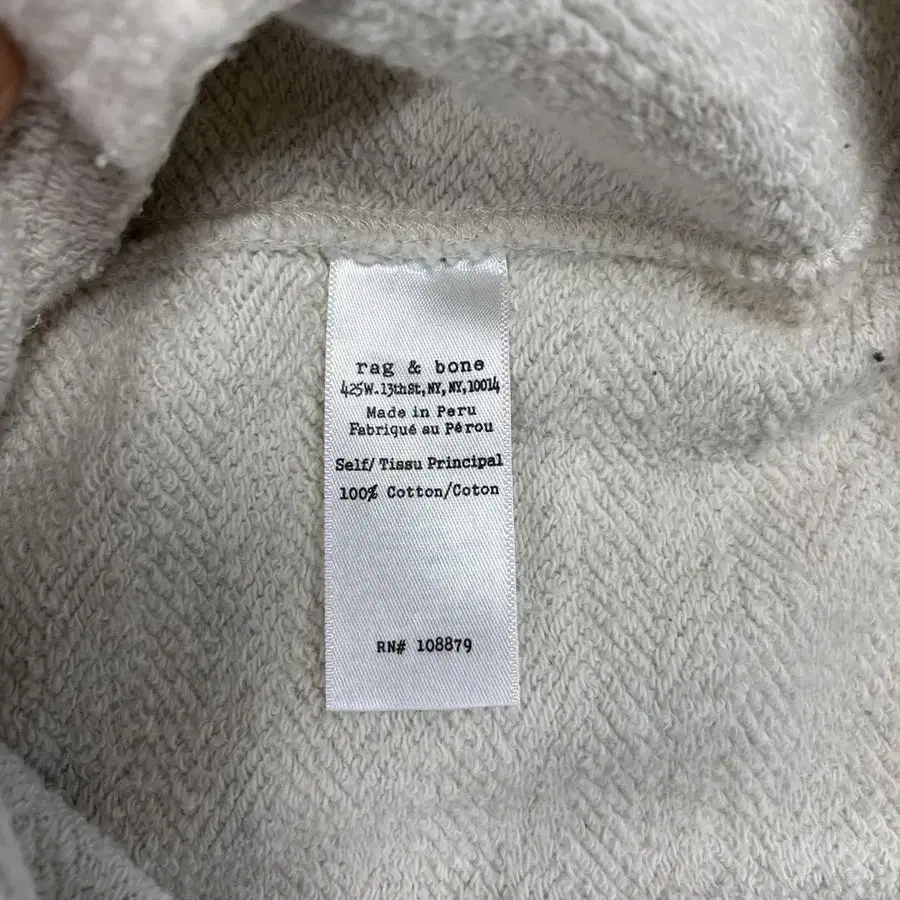 rag & bone
425W.13thSt,NY,NY,10014
Made in Peru
Fabriqué au Pérou
Self/Tissu Principal
100% Cotton/Coton
RN# 108879